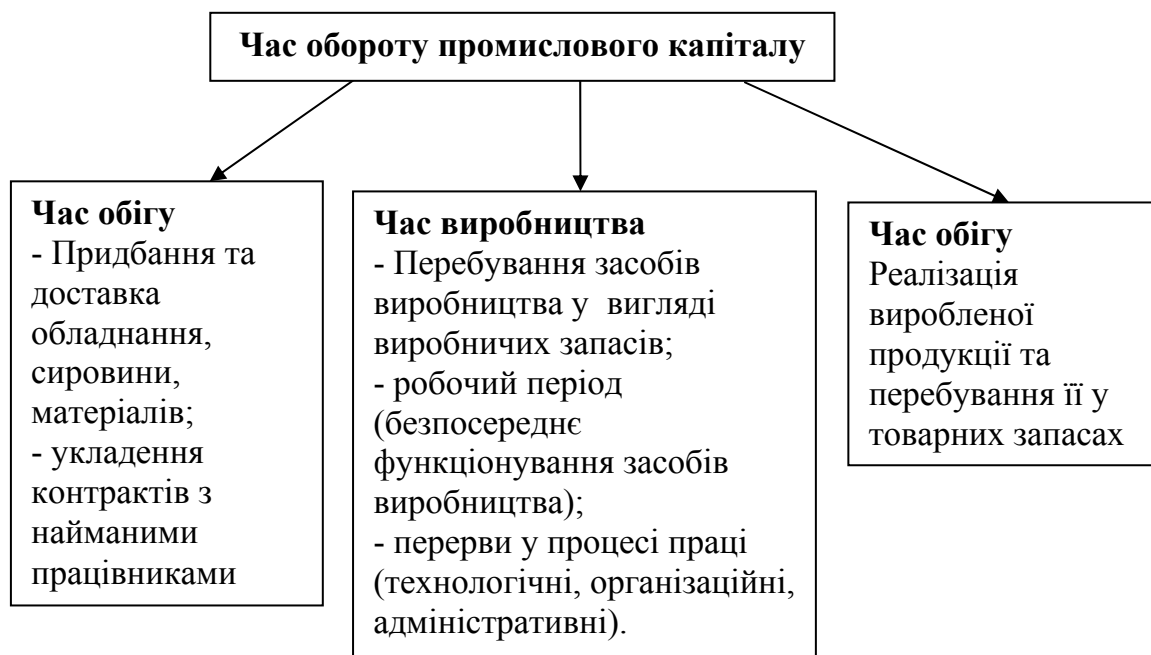 Час обороту промислового капіталу
Час обігу
- Придбання та
доставка
обладнання,
сировини,
матеріалів;
- укладення
контрактів з
найманими
працівниками
Час виробництва
- Перебування засобів
виробництва у вигляді
виробничих запасів;
- робочий період
(безпосереднє
функціонування засобів
виробництва);
- перерви у процесі праці
(технологічні, організаційні,
адміністративні).
Час обігу
Реалізація
виробленої
продукції та
перебування її у
товарних запасах